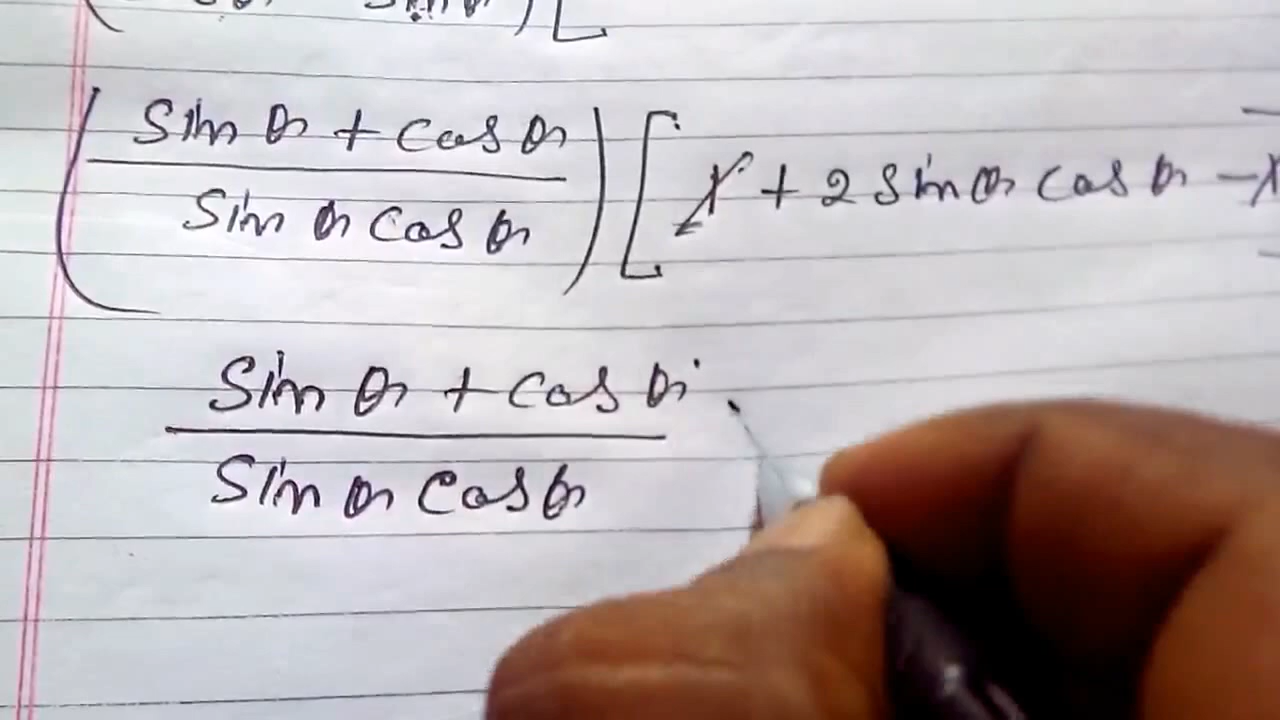 ( sin θ + cos θ / sin θ cos θ ) [ 1 + 2 sin θ cos θ - 1
sin θ + cos θ / sin θ cos θ .